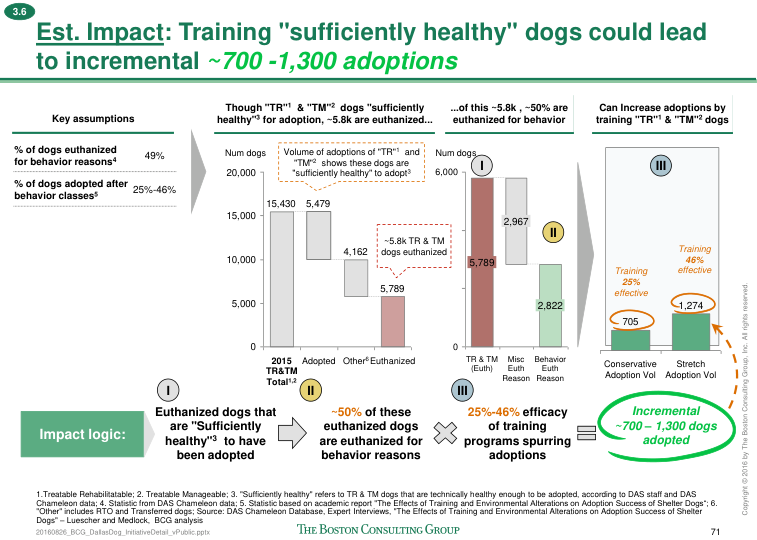 3.6
Est. Impact: Training "sufficiently healthy" dogs could lead
to incremental ~700 -1,300 adoptions
Key assumptions
% of dogs euthanized
for behavior reasons4
49%
% of dogs adopted after
behavior classes5
25%-46%
Though "TR"1 & "TM"2 dogs "sufficiently
healthy"3 for adoption, ~5.8k are euthanized...
Num dogs
Volume of adoptions of "TR"1 and
"TM"2 shows these dogs are
"sufficiently healthy" to adopt3
20,000
15,000
10,000
5,000
0
15,430
5,479
4,162
5,789
~5.8k TR & TM
dogs euthanized
2015
TR&TM
Total1,2
Adopted
Other6
Euthanized
...of this ~5.8k , ~50% are
euthanized for behavior
Num dogs
I
6,000
0
5,789
2,967
II
2,822
TR & TM
(Euth)
Misc
Euth
Reason
Behavior
Euth
Reason
Can Increase adoptions by
training "TR"1 & "TM"2 dogs
III
Training
25%
effective
Training
46%
effective
705
1,274
Conservative
Adoption Vol
Stretch
Adoption Vol
Impact logic:
I
Euthanized dogs that
are "Sufficiently
healthy"3 to have
been adopted
II
~50% of these
euthanized dogs
are euthanized for
behavior reasons
III
25%-46% efficacy
of training
programs spurring
adoptions
Incremental
~700 – 1,300 dogs
adopted
1.Treatable Rehabilitatable; 2. Treatable Manageable; 3. "Sufficiently healthy" refers to TR & TM dogs that are technically healthy enough to be adopted, according to DAS staff and DAS
Chameleon data; 4. Statistic from DAS Chameleon data; 5. Statistic based on academic report "The Effects of Training and Environmental Alterations on Adoption Success of Shelter Dogs"; 6.
"Other" includes RTO and Transferred dogs; Source: DAS Chameleon Database, Expert Interviews, "The Effects of Training and Environmental Alterations on Adoption Success of Shelter
Dogs" – Luescher and Medlock, BCG analysis
20160826_BCG_DallasDog_InitiativeDetail_vPublic.pptx
THE BOSTON CONSULTING GROUP
71
Copyright © 2016 by The Boston Consulting Group, Inc. All rights reserved.